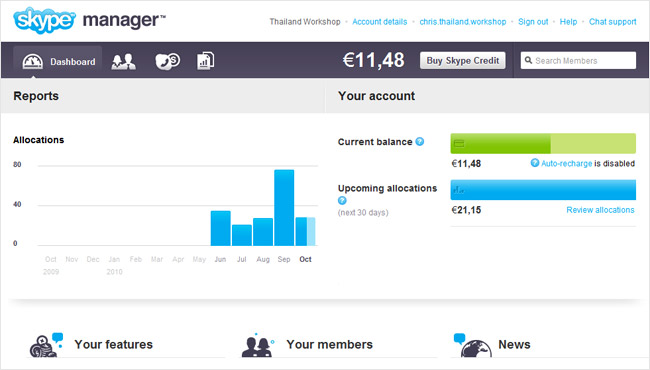 skype manager™
Thailand Workshop • Account details • chris.thailand.workshop • Sign out • Help • Chat support
Dashboard
€11,48
Buy Skype Credit
Search Members
Reports
Your account
Allocations
80
40
0
Oct Nov Dec Jan Feb Mar Apr May Jun Jul Aug Sep Oct
2009 2010
Current balance ?
€11,48
? Auto-recharge is disabled
Upcoming allocations
?
(next 30 days)
€21,15
Review allocations
Your features
Your members
News